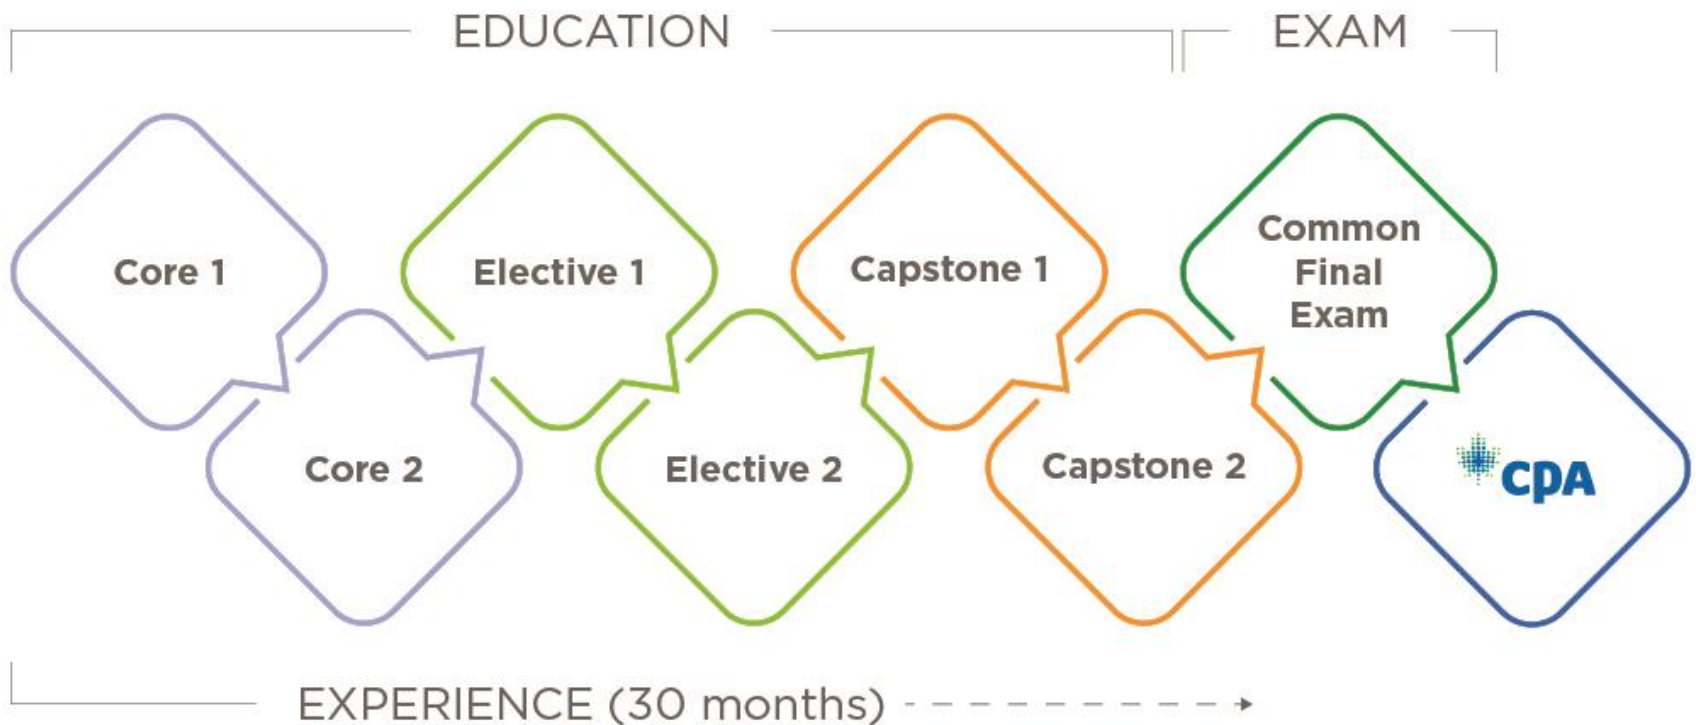 EDUCATION
EXAM
Core 1
Elective 1
Capstone 1
Common
Final
Exam
Core 2
Elective 2
Capstone 2
CPA
EXPERIENCE (30 months)